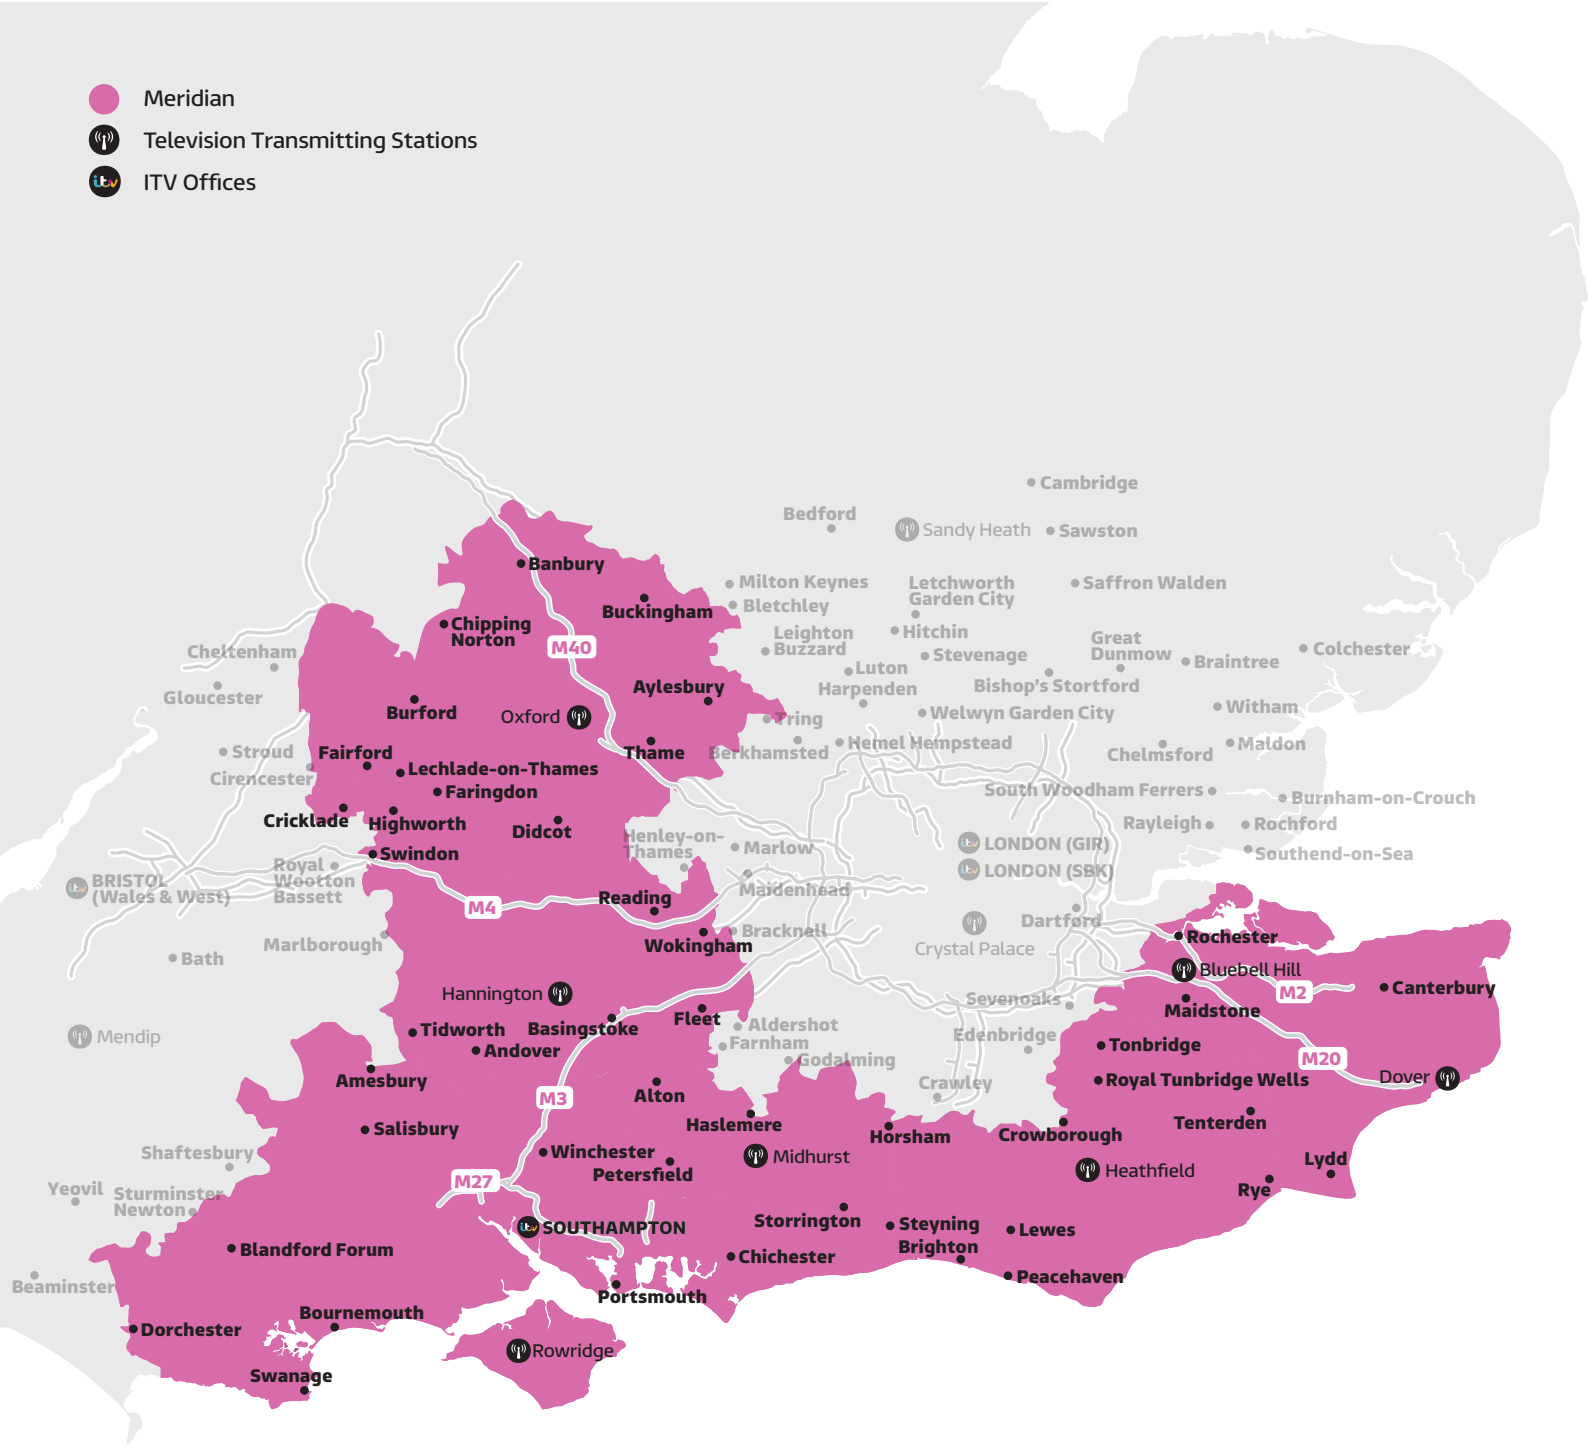 Meridian
Television Transmitting Stations
itv
ITV Offices
Cambridge
Bedford
Sandy Heath
Sawston
Banbury
Milton Keynes
Letchworth
Garden City
Saffron Walden
Buckingham
Bletchley
Chipping
Norton
M40
Leighton
Buzzard
Hitchin
Stevenage
Great
Dunmow
Braintree
Colchester
Cheltenham
Gloucester
Luton
Harpenden
Bishop's Stortford
Aylesbury
Burford
Oxford
Tring
Welwyn Garden City
Witham
Stroud
Fairford
Thame
Berkhamsted
Hemel Hempstead
Chelmsford
Maldon
Cirencester
Lechlade-on-Thames
Faringdon
South Woodham Ferrers
Burnham-on-Crouch
Cricklade
Highworth
Didcot
Henley-on-
Thames
Marlow
LONDON (GIR)
Rayleigh
Rochford
Swindon
Southend-on-Sea
Royal
Wootton
Bassett
itv
BRISTOL
(Wales & West)
itv
itv
LONDON (SBK)
Maidenhead
M4
Reading
Dartford
Crystal Palace
Bath
Marlborough
Wokingham
Bracknell
Rochester
Bluebell Hill
Hannington
M2
Canterbury
Sevenoaks
Maidstone
Mendip
Tidworth
Basingstoke
Fleet
Aldershot
Farnham
Edenbridge
Andover
Godalming
Tonbridge
M20
Amesbury
Alton
M3
Crawley
Royal Tunbridge Wells
Dover
Salisbury
Haslemere
Horsham
Crowborough
Tenterden
Shaftesbury
Winchester
Petersfield
Midhurst
Heathfield
Lydd
Yeovil
Sturminster
Newton
M27
Rye
itv
SOUTHAMPTON
Storrington
Steyning
Lewes
Blandford Forum
Chichester
Brighton
Beaminster
Portsmouth
Peacehaven
Bournemouth
Dorchester
Rowridge
Swanage